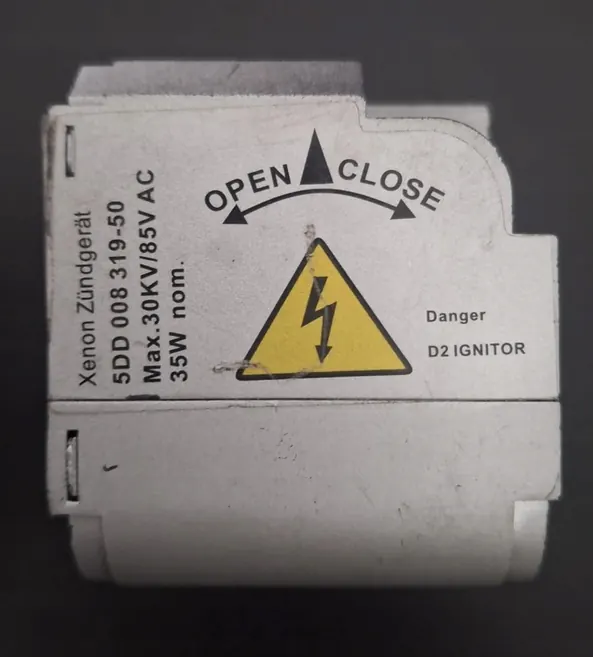 OPEN CLOSE
Xenon Zündgerät
5DD 008 319-50
Max.30KV/85V AC
35W nom.
Danger
D2 IGNITOR